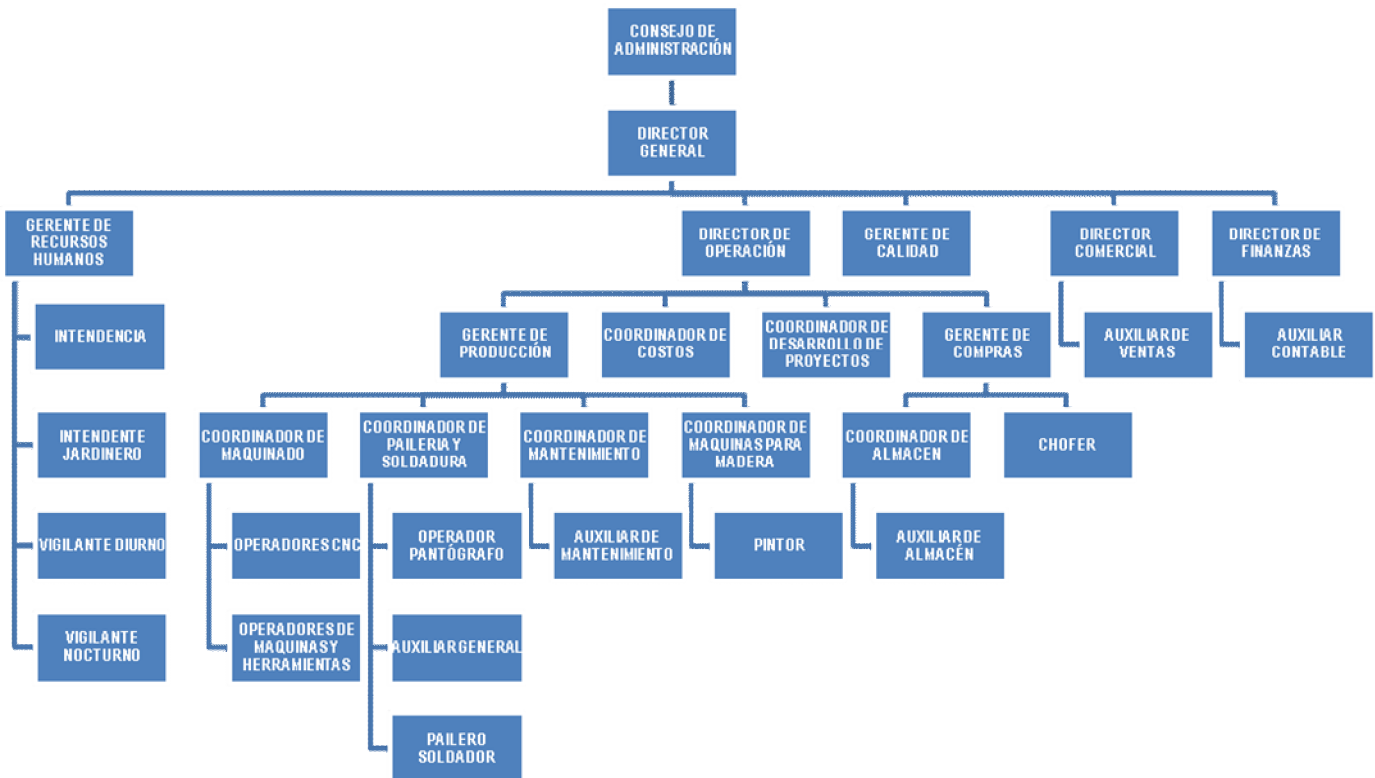 CONSEJO DE
ADMINISTRACIÓN
DIRECTOR
GENERAL
GERENTE DE
RECURSOS
HUMANOS
DIRECTOR DE
OPERACIÓN
GERENTE DE
CALIDAD
DIRECTOR
COMERCIAL
DIRECTOR DE
FINANZAS
INTENDENCIA
GERENTE DE
PRODUCCIÓN
COORDINADOR DE
COSTOS
COORDINADOR DE
DESARROLLO DE
PROYECTOS
GERENTE DE
COMPRAS
AUXILIAR DE
VENTAS
AUXILIAR
CONTABLE
INTENDENTE
JARDINERO
COORDINADOR DE
MAQUINADO
COORDINADOR DE
PAILERIA Y
SOLDADURA
COORDINADOR DE
MANTENIMIENTO
COORDINADOR DE
MAQUINAS PARA
MADERA
COORDINADOR DE
ALMACEN
CHOFER
VIGILANTE DIURNO
OPERADORES CNC
OPERADOR
PANTÓGRAFO
AUXILIAR DE
MANTENIMIENTO
PINTOR
AUXILIAR DE
ALMACÉN
VIGILANTE
NOCTURNO
OPERADORES DE
MAQUINAS Y
HERRAMIENTAS
AUXILIAR GENERAL
PAILERO
SOLDADOR